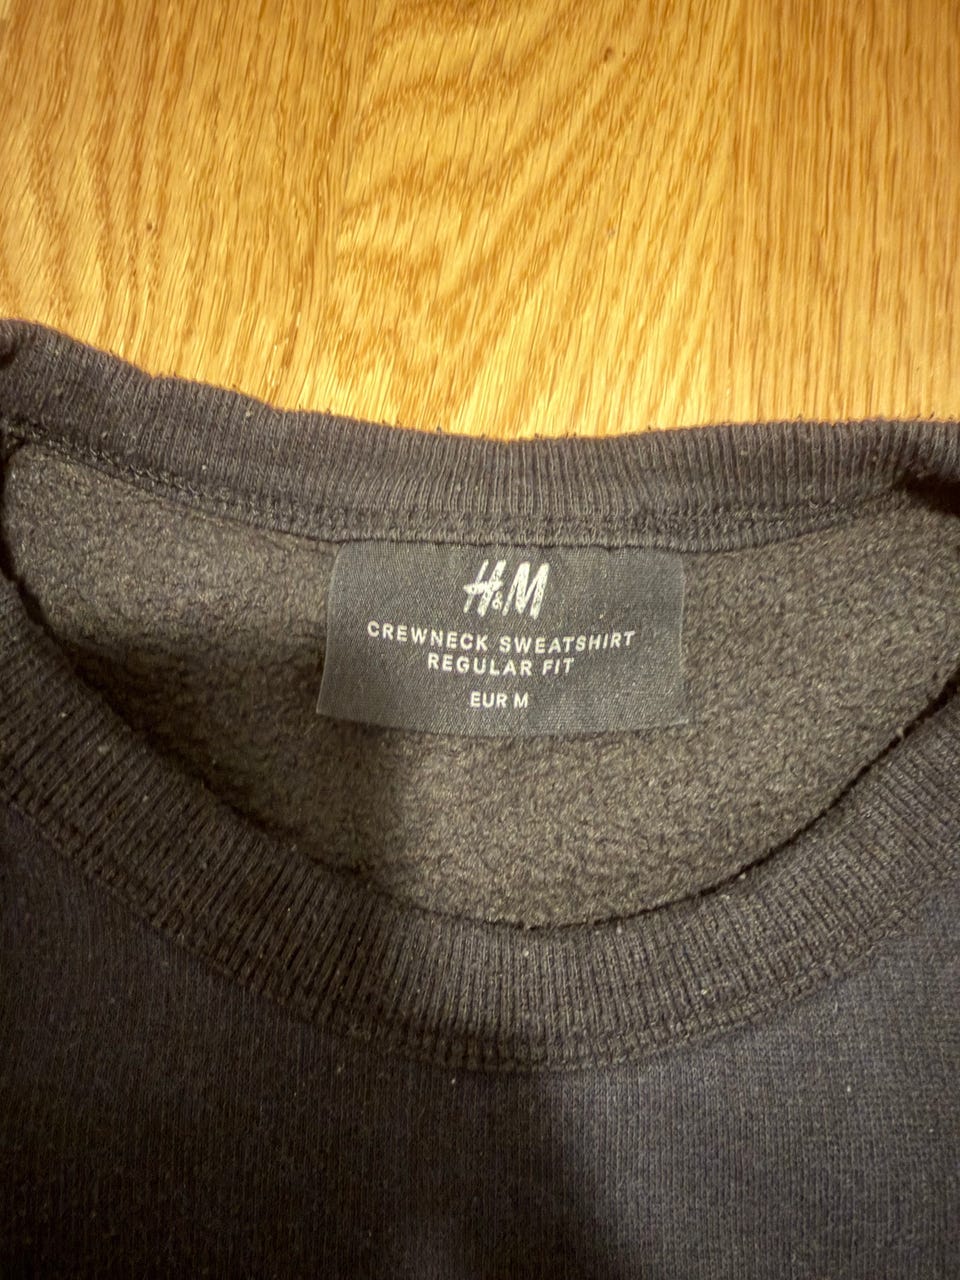 H&M
CREWNECK SWEATSHIRT
REGULAR FIT
EUR M